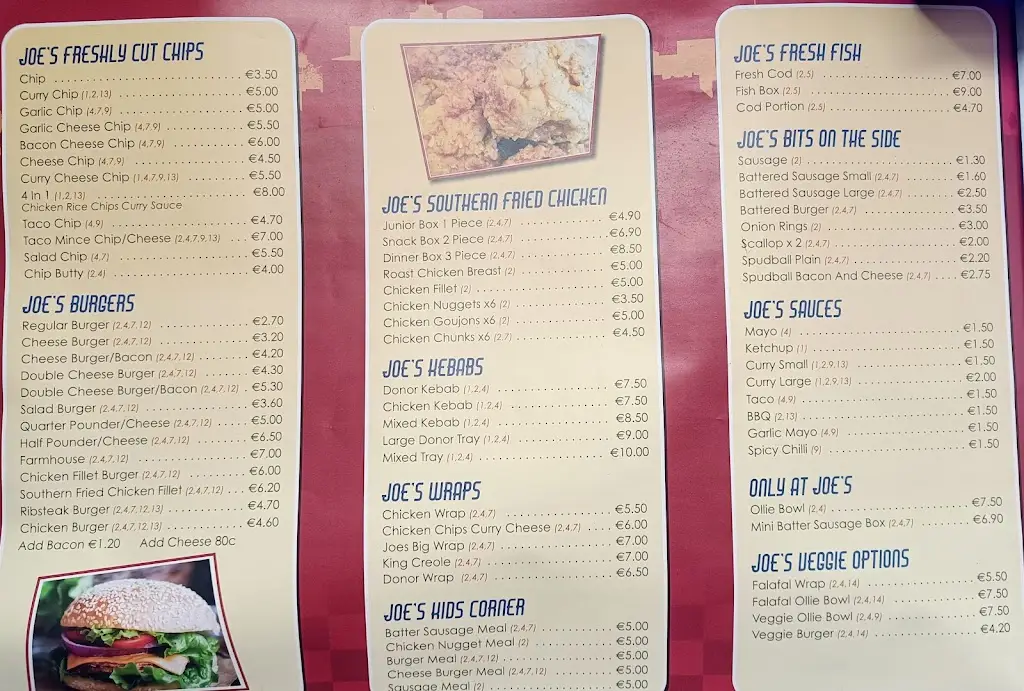 JOE'S FRESHLY CUT CHIPS
Chip ........ €3.50
Curry Chip (1,2,13) ........ €5.00
Garlic Chip (4,7,9) ........ €5.00
Garlic Cheese Chip (4,7,9) ........ €5.50
Bacon Cheese Chip (4,7,9) ........ €6.00
Cheese Chip (4,7,9) ........ €4.50
Curry Cheese Chip (1,4,7,9,13) ........ €5.50
4 In 1 (1,2,13) ........ €8.00
Chicken Rice Chips Curry Sauce
Taco Chip (4,9) ........ €4.70
Taco Mince Chip/Cheese (2,4,7,9,13) ... €7.00
Salad Chip (4,7) ........ €5.50
Chip Butty (2,4) ........ €4.00
JOE'S BURGERS
Regular Burger (2,4,7,12) ........ €2.70
Cheese Burger (2,4,7,12) ........ €3.20
Cheese Burger/Bacon (2,4,7,12) ........ €4.20
Double Cheese Burger (2,4,7,12) ........ €4.30
Double Cheese Burger/Bacon (2,4,7,12) . €5.30
Salad Burger (2,4,7,12) ........ €3.60
Quarter Pounder/Cheese (2,4,7,12) ........ €5.00
Half Pounder/Cheese (2,4,7,12) ........ €6.50
Farmhouse (2,4,7,12) ........ €7.00
Chicken Fillet Burger (2,4,7,12) ........ €6.00
Southern Fried Chicken Fillet (2,4,7,12) ... €6.20
Ribsteak Burger (2,4,7,12,13) ........ €4.70
Chicken Burger (2,4,7,12,13) ........ €4.60
Add Bacon €1.20 Add Cheese 80c
JOE'S SOUTHERN FRIED CHICKEN
Junior Box 1 Piece (2,4,7) ........ €4.90
Snack Box 2 Piece (2,4,7) ........ €6.90
Dinner Box 3 Piece (2,4,7) ........ €8.50
Roast Chicken Breast (2) ........ €5.00
Chicken Fillet (2) ........ €5.00
Chicken Nuggets x6 (2) ........ €3.50
Chicken Goujons x6 (2) ........ €5.00
Chicken Chunks x6 (2,7) ........ €4.50
JOE'S KEBABS
Donor Kebab (1,2,4) ........ €7.50
Chicken Kebab (1,2,4) ........ €7.50
Mixed Kebab (1,2,4) ........ €8.50
Large Donor Tray (1,2,4) ........ €9.00
Mixed Tray (1,2,4) ........ €10.00
JOE'S WRAPS
Chicken Wrap (2,4,7) ........ €5.50
Chicken Chips Curry Cheese (2,4,7) ........ €6.00
Joes Big Wrap (2,4,7) ........ €7.00
King Creole (2,4,7) ........ €7.00
Donor Wrap (2,4,7) ........ €6.50
JOE'S KIDS CORNER
Batter Sausage Meal (2,4,7) ........ €5.00
Chicken Nugget Meal (2) ........ €5.00
Burger Meal (2,4,7,12) ........ €5.00
Cheese Burger Meal (2,4,7,12) ........ €5.00
Sausage Meal (2) ........ €5.00
JOE'S FRESH FISH
Fresh Cod (2,5) ........ €7.00
Fish Box (2,5) ........ €9.00
Cod Portion (2,5) ........ €4.70
JOE'S BITS ON THE SIDE
Sausage (2) ........ €1.30
Battered Sausage Small (2,4,7) ........ €1.60
Battered Sausage Large (2,4,7) ........ €2.50
Battered Burger (2,4,7) ........ €3.50
Onion Rings (2) ........ €3.00
Scallop x 2 (2,4,7) ........ €2.00
Spudball Plain (2,4,7) ........ €2.20
Spudball Bacon And Cheese (2,4,7) .... €2.75
JOE'S SAUCES
Mayo (4) ........ €1.50
Ketchup (1) ........ €1.50
Curry Small (1,2,9,13) ........ €1.50
Curry Large (1,2,9,13) ........ €2.00
Taco (4,9) ........ €1.50
BBQ (2,13) ........ €1.50
Garlic Mayo (4,9) ........ €1.50
Spicy Chilli (9) ........ €1.50
ONLY AT JOE'S
Ollie Bowl (2,4) ........ €7.50
Mini Batter Sausage Box (2,4,7) ........ €6.90
JOE'S VEGGIE OPTIONS
Falafal Wrap (2,4,14) ........ €5.50
Falafal Ollie Bowl (2,4,14) ........ €7.50
Veggie Ollie Bowl (2,4,9) ........ €7.50
Veggie Burger (2,4,14) ........ €4.20